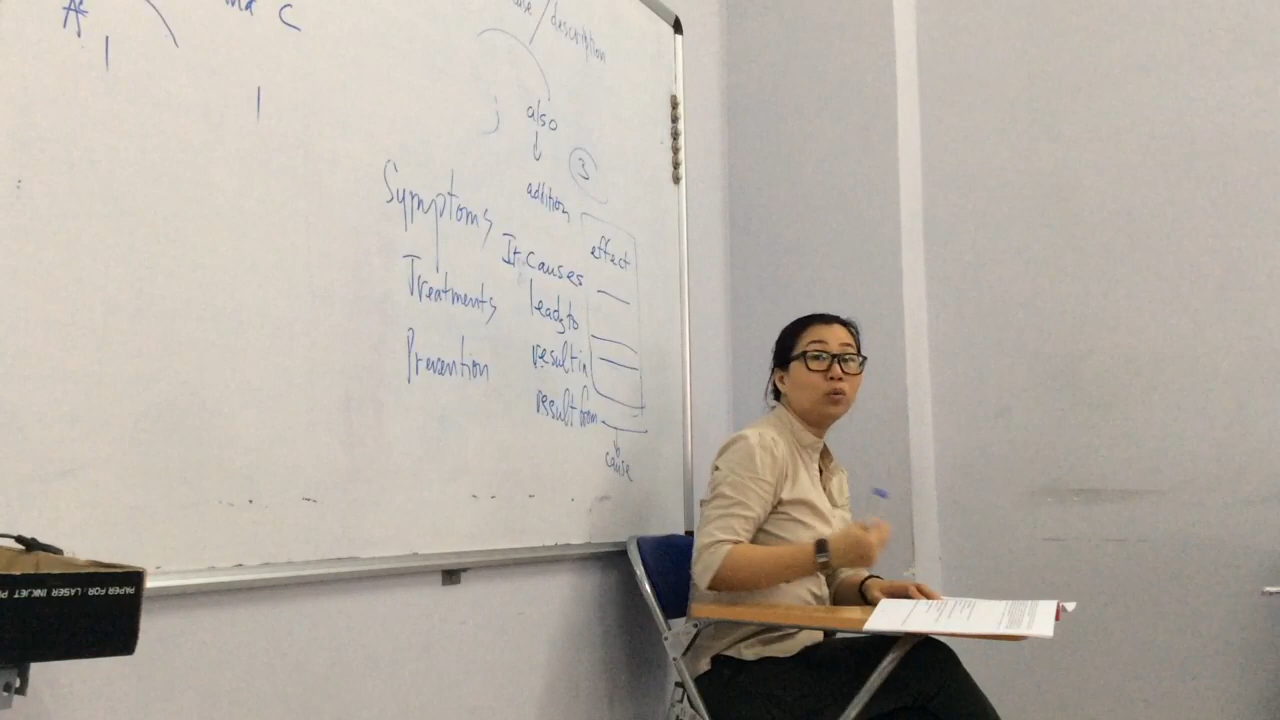 C
/ description
also
3
addition
Symptoms
effect
It causes
Treatments
leads to
Prevention
result in
result from
cause
PAPER FOR: LASER INKJET